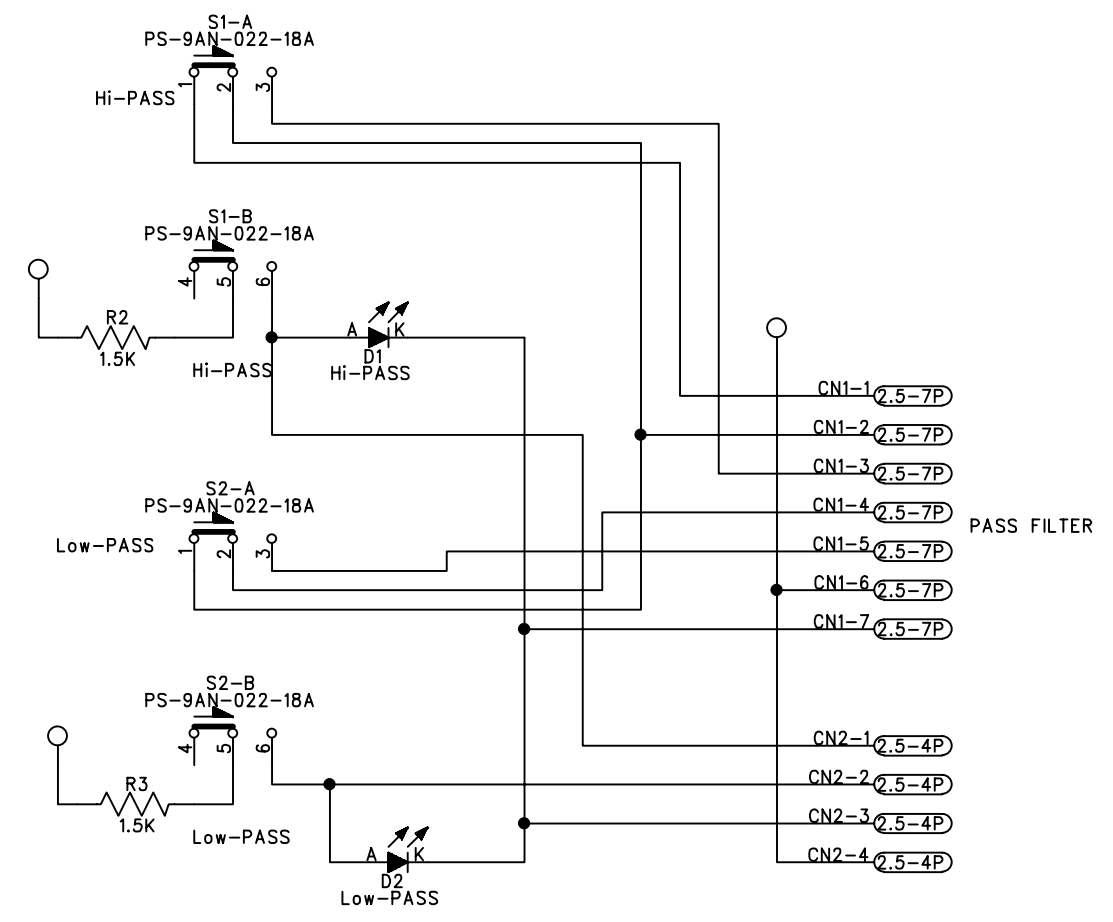 S1-A
PS-9AN-022-18A
1
2
3
Hi-PASS
S1-B
PS-9AN-022-18A
4
5
6
R2
1.5K
A
K
D1
Hi-PASS
Hi-PASS
CN1-1
2.5-7P
CN1-2
2.5-7P
CN1-3
2.5-7P
S2-A
PS-9AN-022-18A
1
2
3
Low-PASS
CN1-4
2.5-7P
PASS FILTER
CN1-5
2.5-7P
CN1-6
2.5-7P
CN1-7
2.5-7P
S2-B
PS-9AN-022-18A
4
5
6
CN2-1
2.5-4P
CN2-2
2.5-4P
R3
1.5K
CN2-3
2.5-4P
Low-PASS
A
K
D2
Low-PASS
CN2-4
2.5-4P